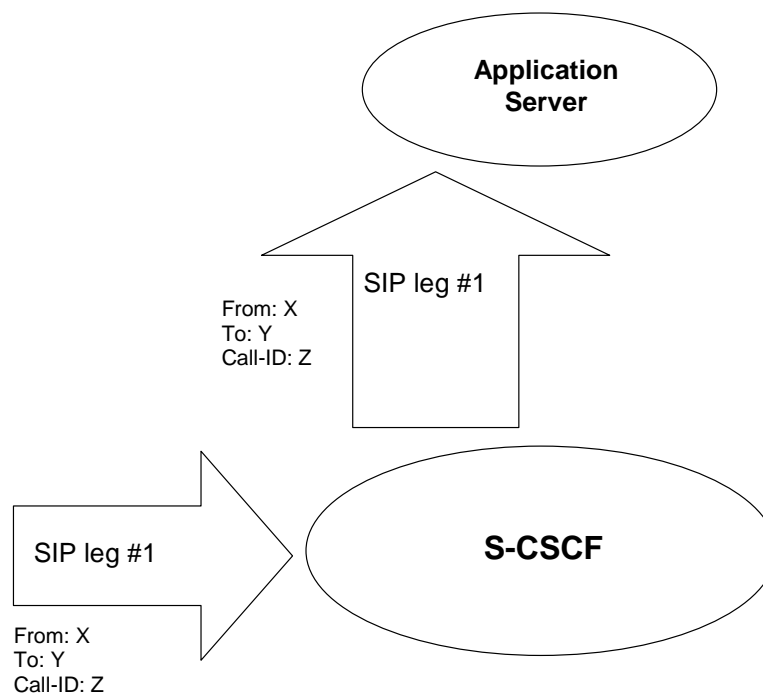 Application
Server
SIP leg #1
From: X
To: Y
Call-ID: Z
S-CSCF
SIP leg #1
From: X
To: Y
Call-ID: Z